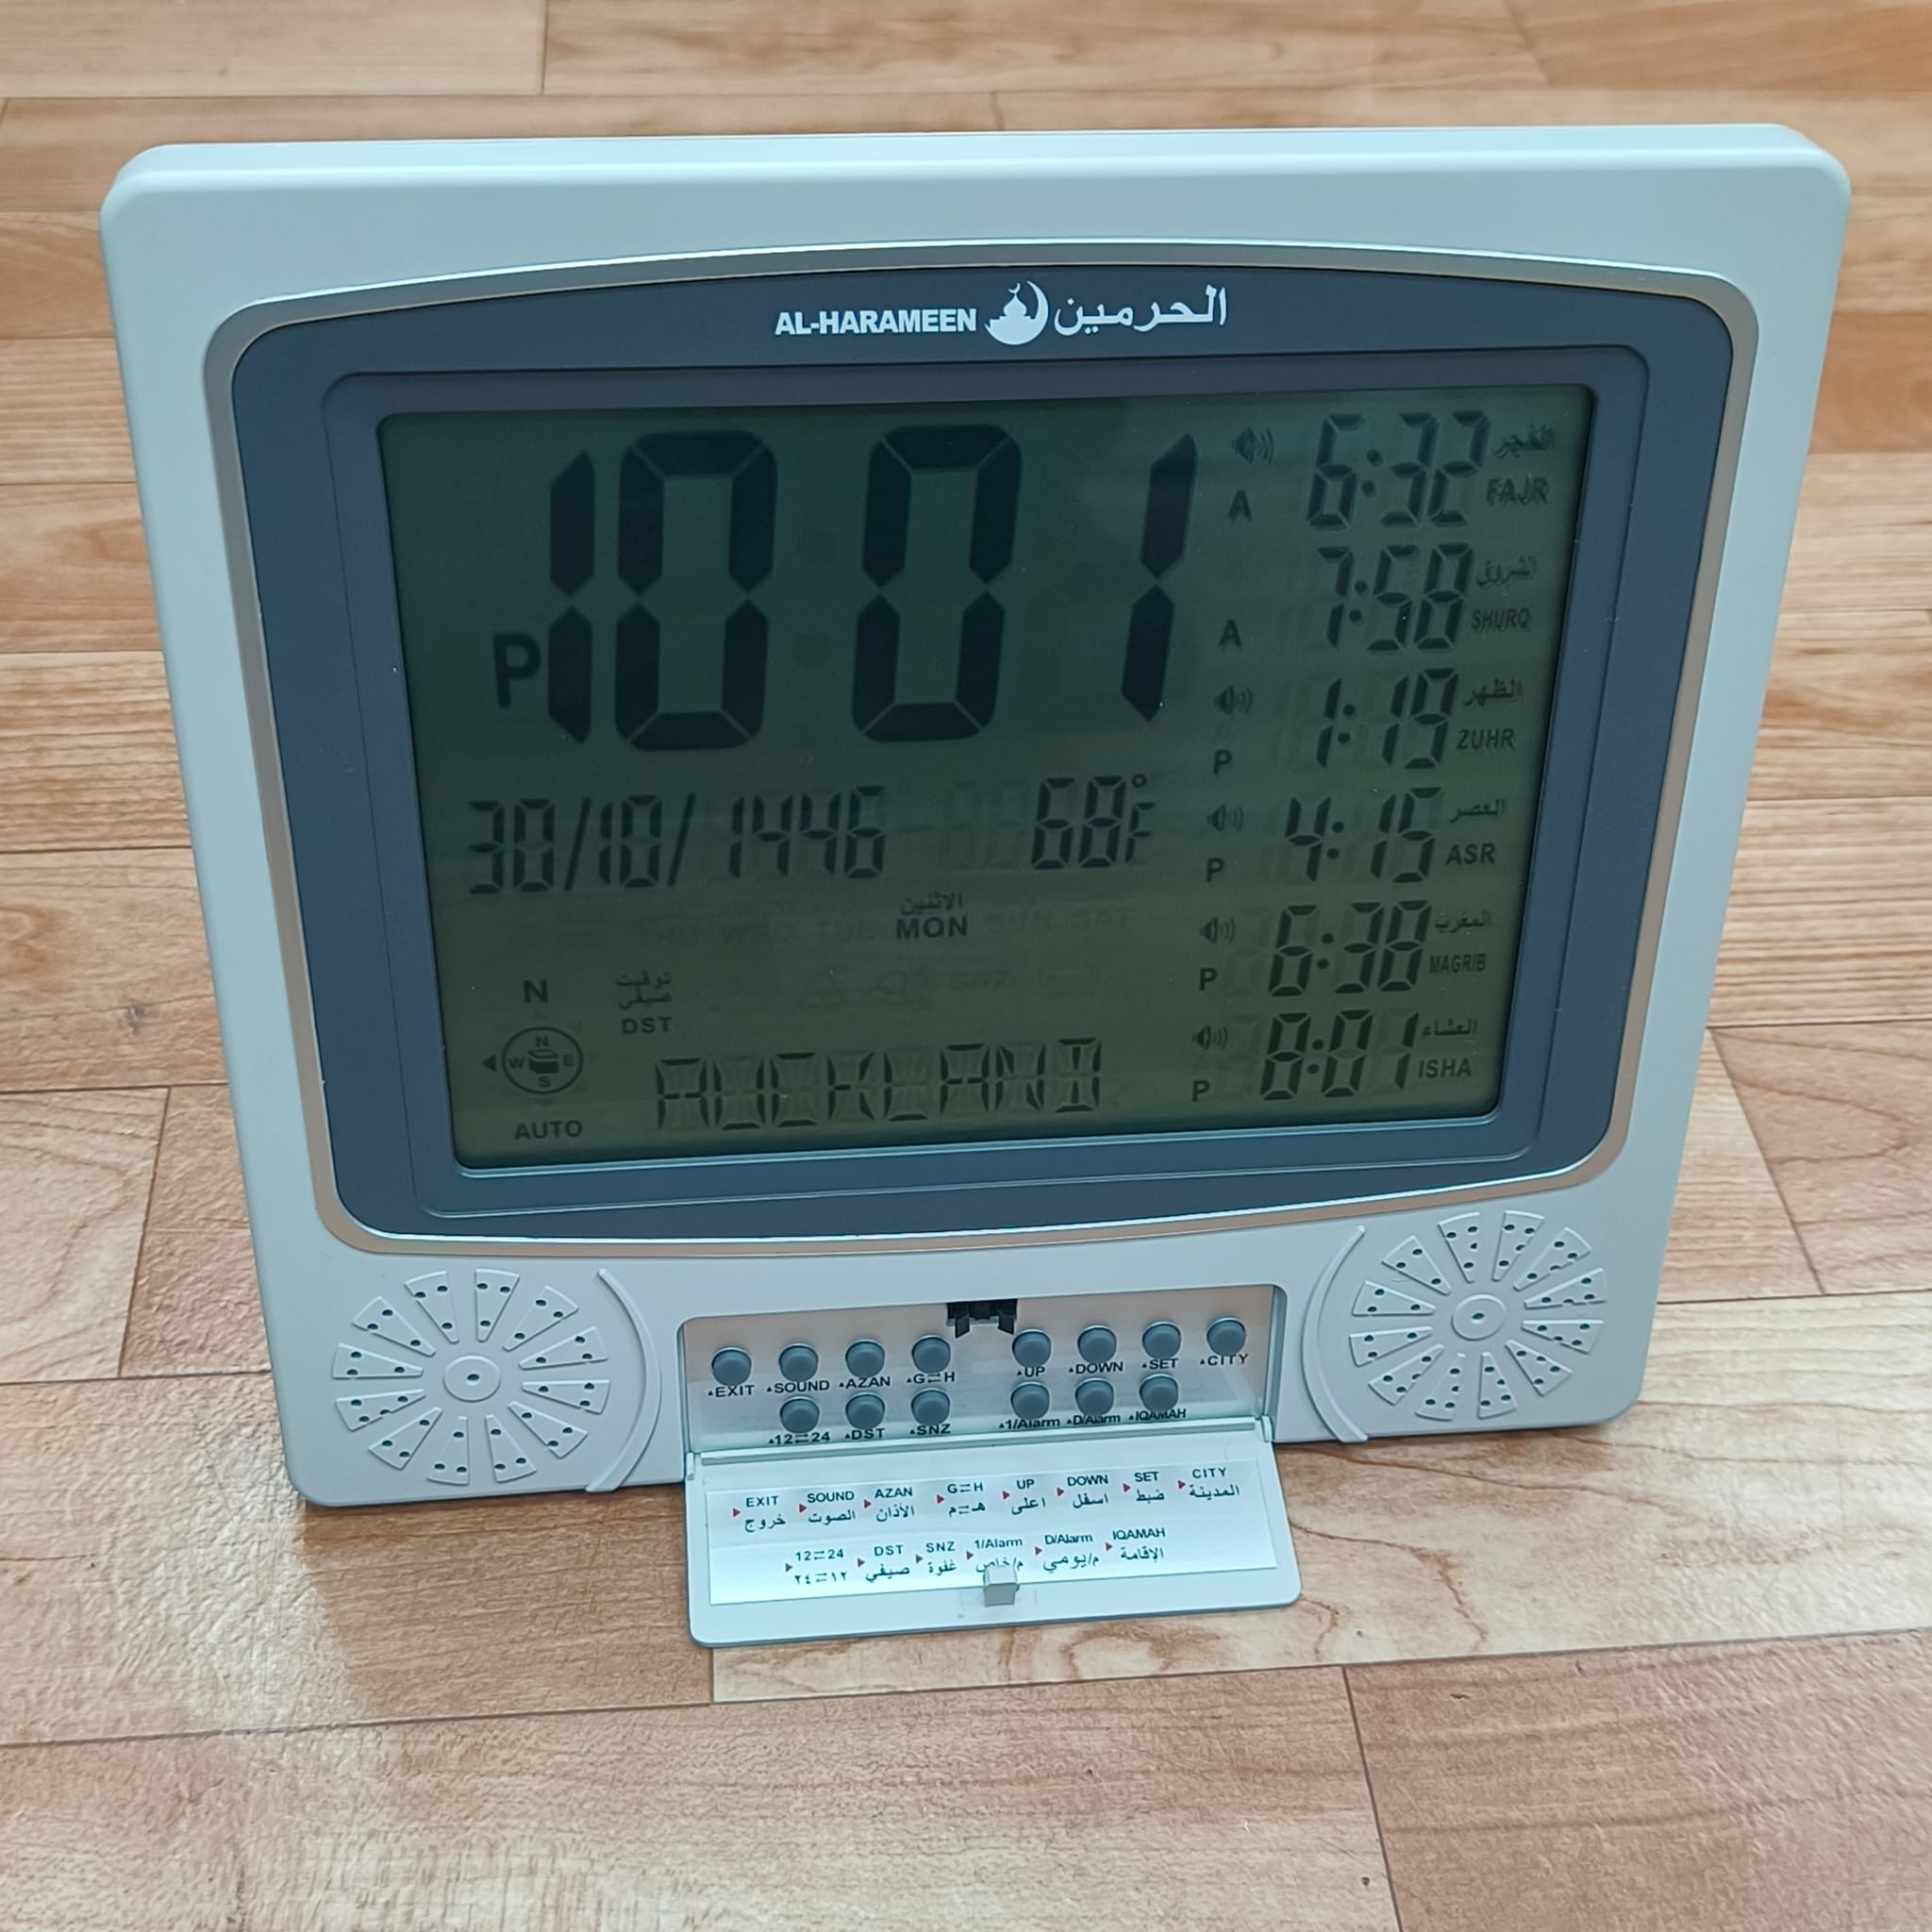 AL-HARAMEEN الحرمين
P 10:01
30/10/1446 68°F
الاثنين
MON
N
توقيت
صيفي
DST
N
W E
S
AUTO
AUCKLAND
A 6:32 الفجر
FAJR
A 7:58 الشروق
SHURQ
P 1:19 الظهر
ZUHR
P 4:15 العصر
ASR
P 6:38 المغرب
MAGRIB
P 8:01 العشاء
ISHA
EXIT SOUND AZAN G⇌H UP DOWN SET CITY
12⇌24 DST SNZ 1/Alarm D/Alarm IQAMAH
EXIT SOUND AZAN G⇌H UP DOWN SET CITY
خروج الصوت الأذان هـ⇌م اعلى اسفل ضبط المدينة
12⇌24 DST SNZ 1/Alarm D/Alarm IQAMAH
١٢⇌٢٤ صيفي غفوة م/خاص م/يومي الإقامة